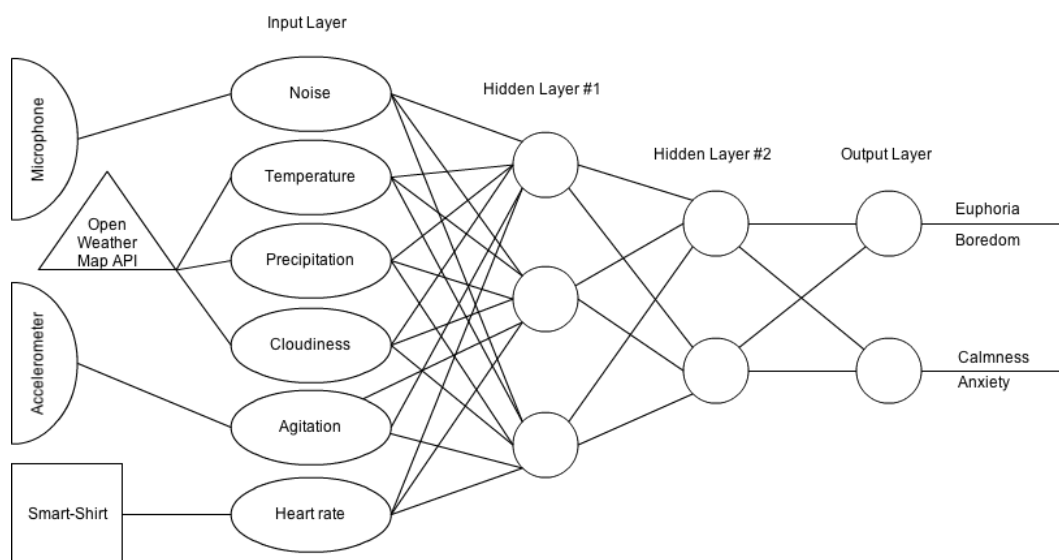 Input Layer
Hidden Layer #1
Hidden Layer #2
Output Layer
Microphone
Open
Weather
Map API
Accelerometer
Smart-Shirt
Noise
Temperature
Precipitation
Cloudiness
Agitation
Heart rate
Euphoria
Boredom
Calmness
Anxiety